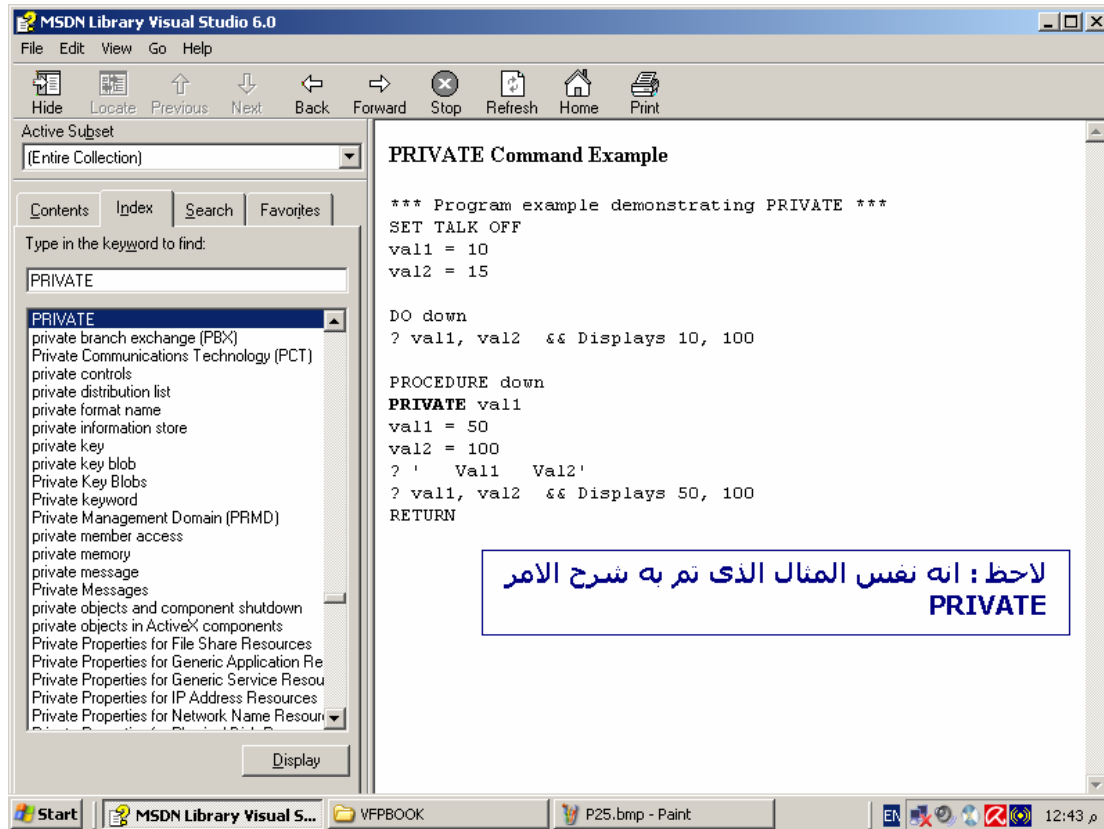 MSDN Library Visual Studio 6.0
File Edit View Go Help
Hide Locate Previous Next Back Forward Stop Refresh Home Print
Active Subset
(Entire Collection)
Contents Index Search Favorites
Type in the keyword to find:
PRIVATE
PRIVATE
private branch exchange (PBX)
Private Communications Technology (PCT)
private controls
private distribution list
private format name
private information store
private key
private key blob
Private Key Blobs
Private keyword
Private Management Domain (PRMD)
private member access
private memory
private message
Private Messages
private objects and component shutdown
private objects in ActiveX components
Private Properties for File Share Resources
Private Properties for Generic Application Re
Private Properties for Generic Service Resou
Private Properties for IP Address Resources
Private Properties for Network Name Resour
Display
PRIVATE Command Example
*** Program example demonstrating PRIVATE ***
SET TALK OFF
val1 = 10
val2 = 15
DO down
? val1, val2 && Displays 10, 100
PROCEDURE down
PRIVATE val1
val1 = 50
val2 = 100
? ' Val1 Val2'
? val1, val2 && Displays 50, 100
RETURN
لاحظ : انه نفس المثال الذى تم به شرح الامر
PRIVATE
Start MSDN Library Visual S... VFPBOOK P25.bmp - Paint EN 12:43 م